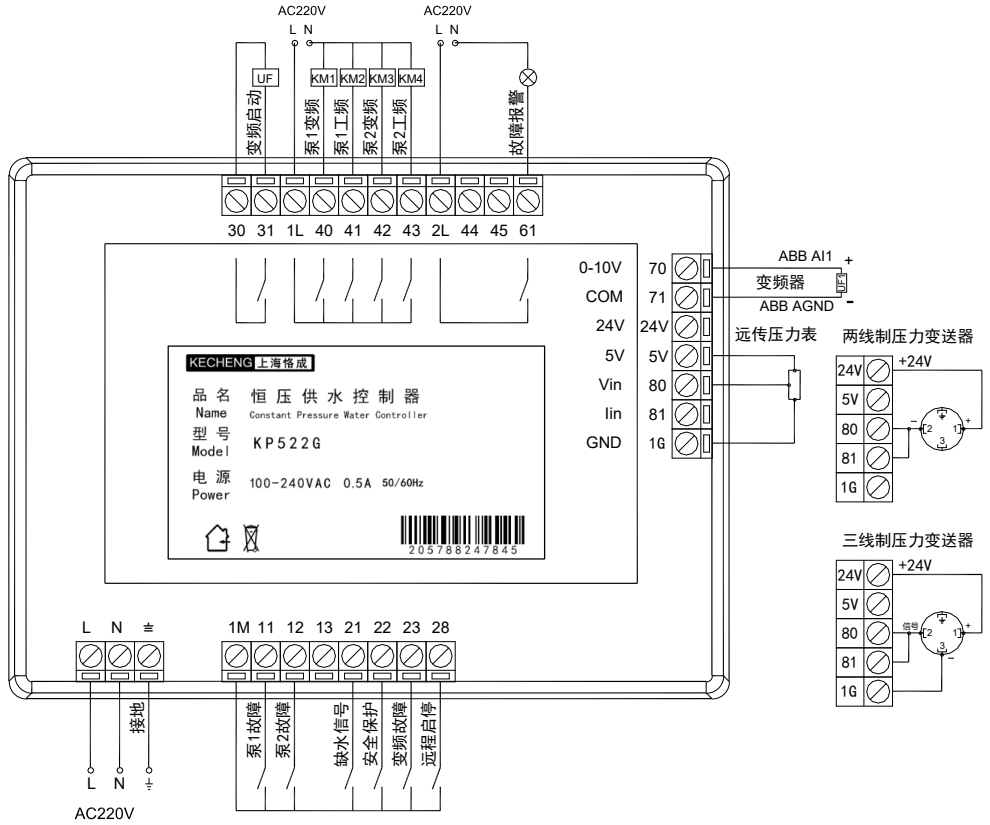 AC220V
AC220V
L N
L N
UF
KM1
KM2
KM3
KM4
变频启动
泵1变频
泵1工频
泵2变频
泵2工频
故障报警
30 31 1L 40 41 42 43 2L 44 45 61
0-10V 70
COM 71
24V 24V
5V 5V
Vin 80
Iin 81
GND 1G
ABB AI1 +
变频器
UF1
ABB AGND -
远传压力表
KECHENG 上海恪成
品名 恒压供水控制器
Name Constant Pressure Water Controller
型号 KP522G
Model
电源 100-240VAC 0.5A 50/60Hz
Power
205788247845
两线制压力变送器
24V +24V
5V
80 - 2 1 +
3
81
1G
三线制压力变送器
24V +24V
5V
80 信号 2 1 +
3
81 -
1G
L N
1M 11 12 13 21 22 23 28
接地
泵1故障
泵2故障
缺水信号
安全保护
变频故障
远程启停
L N
AC220V